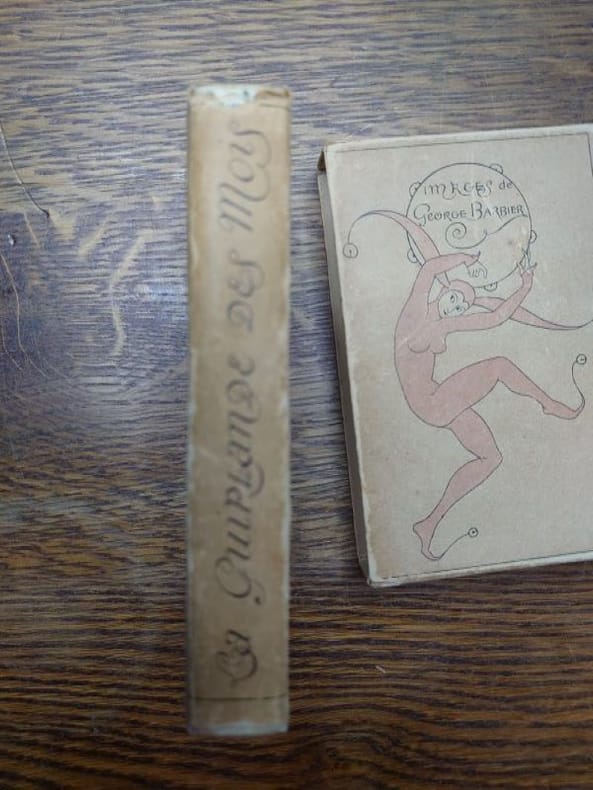 La Guirlande des Mois
IMAGES de
George Barbier